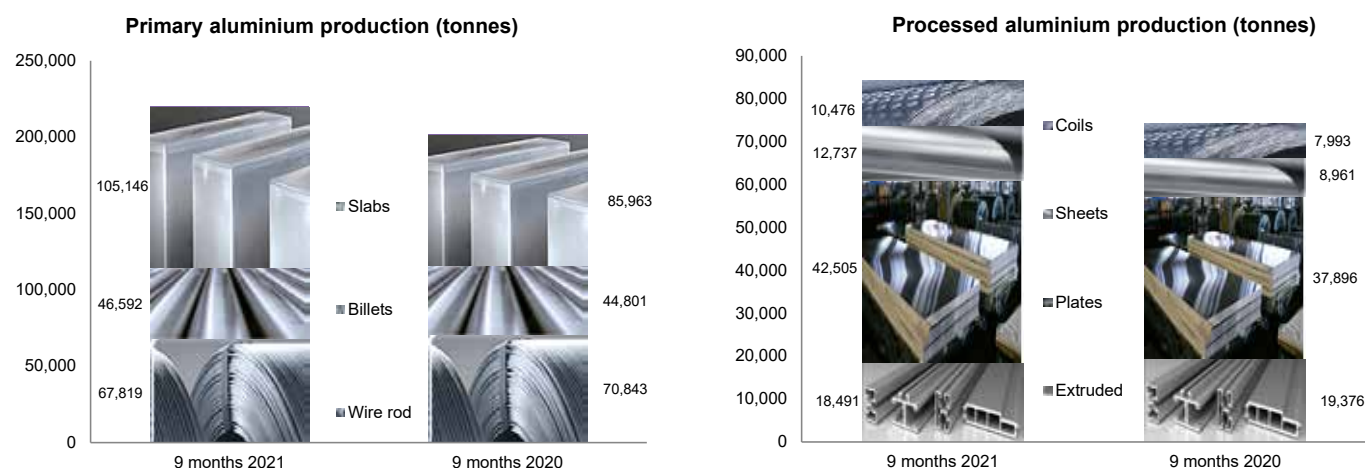 Primary aluminium production (tonnes)
250,000
200,000
150,000
100,000
50,000
0
105,146
46,592
67,819
Slabs
Billets
Wire rod
85,963
44,801
70,843
9 months 2021
9 months 2020
Processed aluminium production (tonnes)
90,000
80,000
70,000
60,000
50,000
40,000
30,000
20,000
10,000
0
10,476
12,737
42,505
18,491
Coils
Sheets
Plates
Extruded
7,993
8,961
37,896
19,376
9 months 2021
9 months 2020